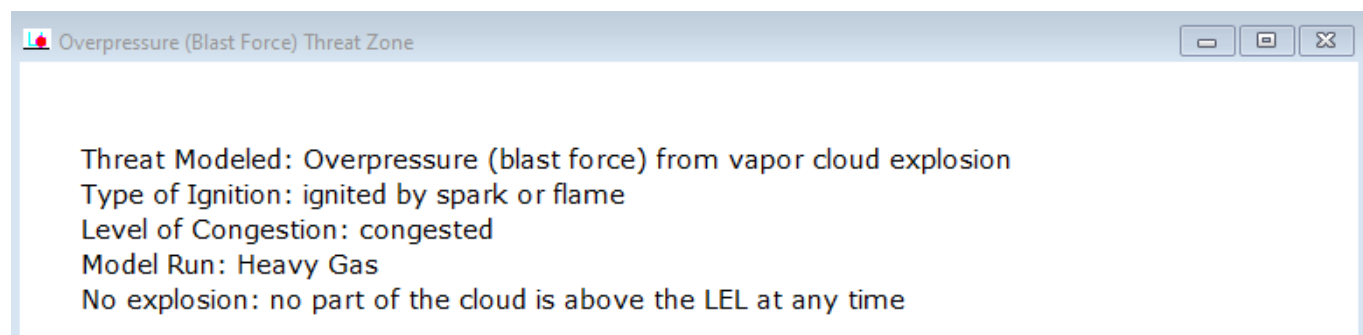 Overpressure (Blast Force) Threat Zone
Threat Modeled: Overpressure (blast force) from vapor cloud explosion
Type of Ignition: ignited by spark or flame
Level of Congestion: congested
Model Run: Heavy Gas
No explosion: no part of the cloud is above the LEL at any time